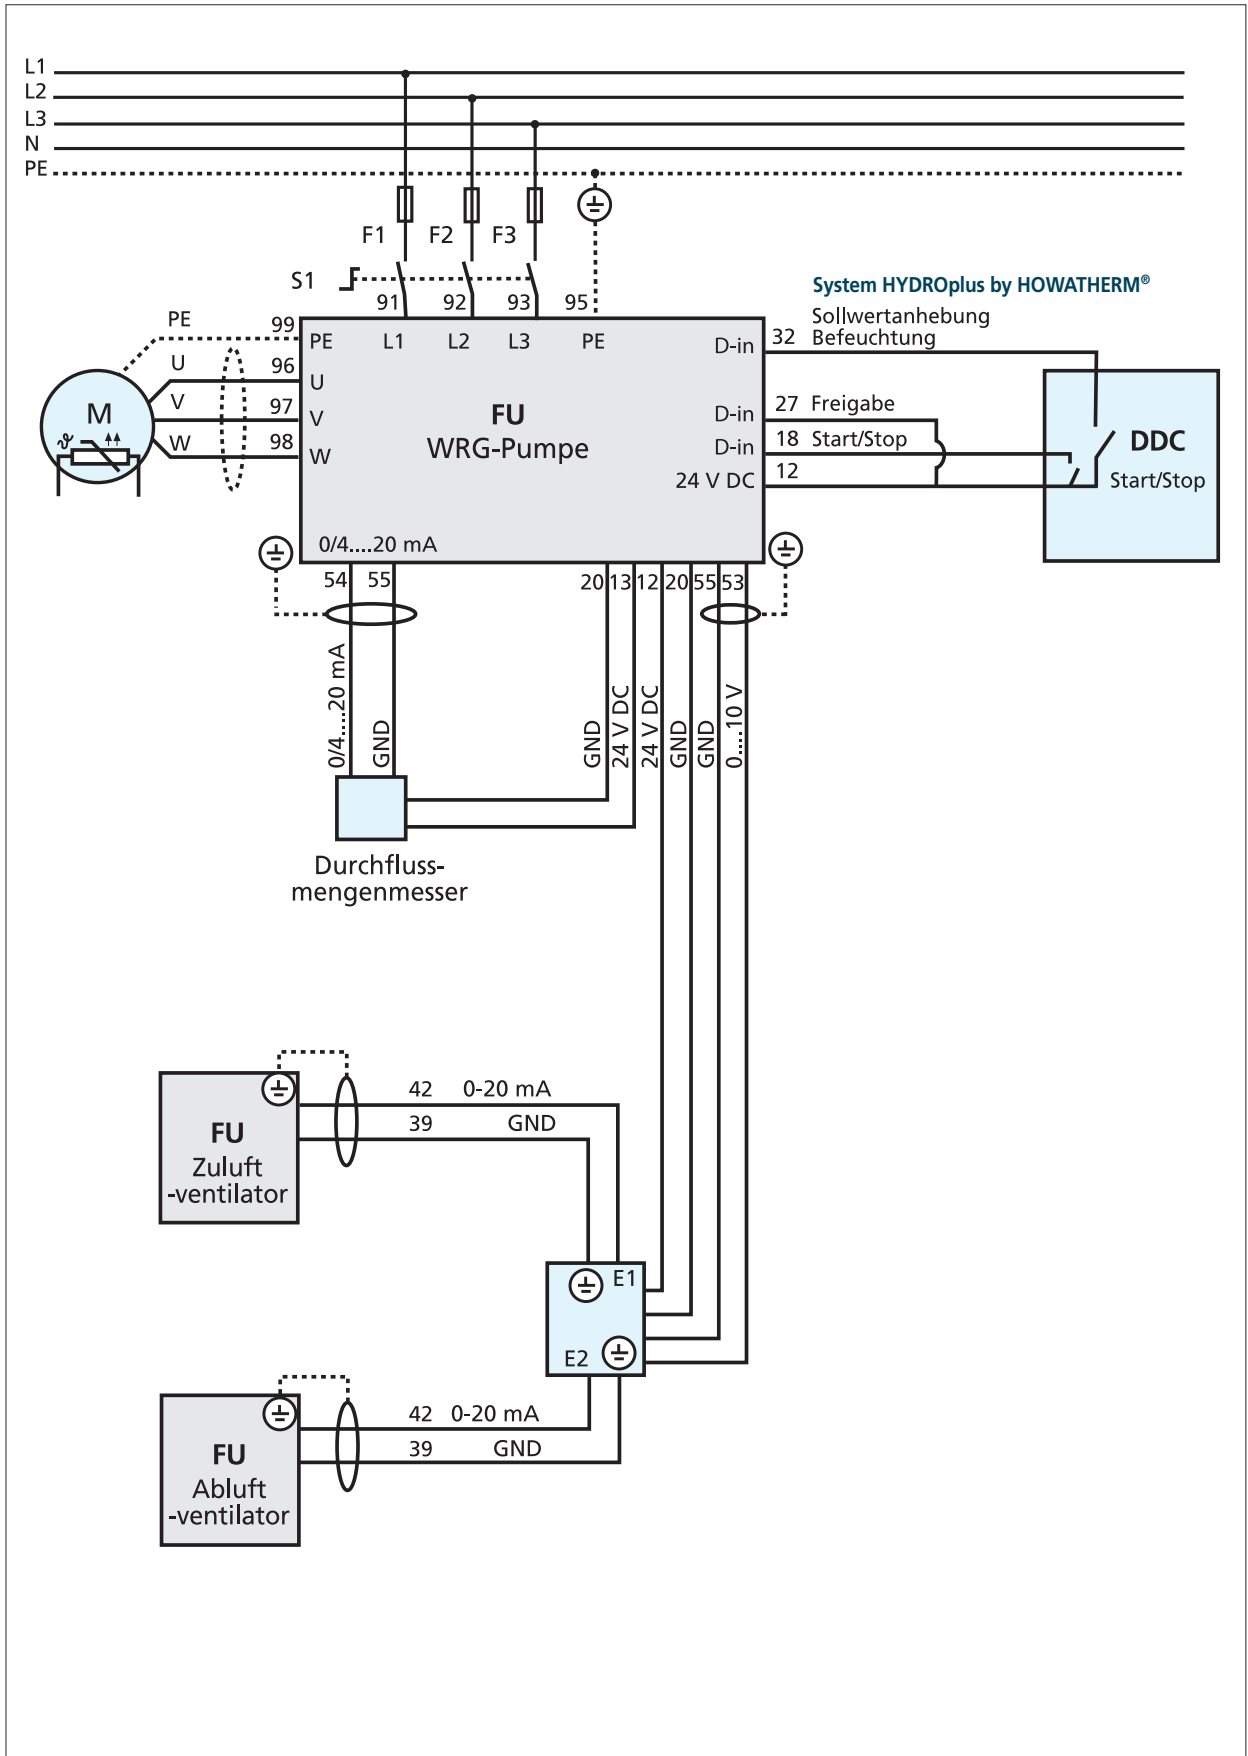 L1
L2
L3
N
PE
F1 F2 F3
S1
91 92 93 95
System HYDROplus by HOWATHERM®
Sollwertanhebung
32 Befeuchtung
PE 99
PE L1 L2 L3 PE
D-in
U 96
U
V 97
V
W 98
W
M
ϑ
FU
WRG-Pumpe
D-in
27 Freigabe
D-in
18 Start/Stop
24 V DC
12
DDC
Start/Stop
0/4....20 mA
54 55
20 13 12 20 55 53
0/4....20 mA
GND
GND
24 V DC
24 V DC
GND
GND
0....10 V
Durchfluss-
mengenmesser
42 0-20 mA
39 GND
FU
Zuluft
-ventilator
E1
E2
42 0-20 mA
39 GND
FU
Abluft
-ventilator